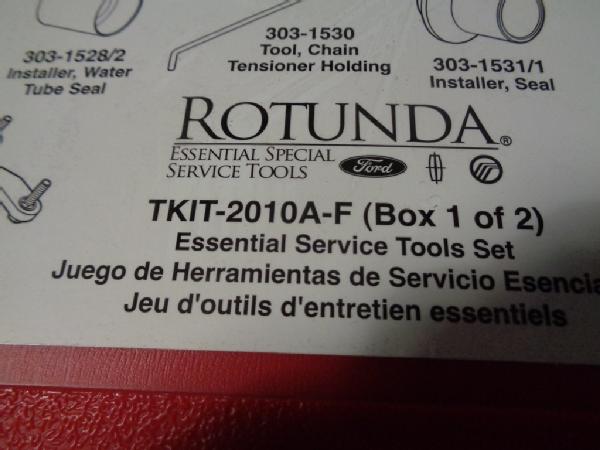 303-1528/2
Installer, Water
Tube Seal
303-1530
Tool, Chain
Tensioner Holding
303-1531/1
Installer, Seal
ROTUNDA®
ESSENTIAL SPECIAL
SERVICE TOOLS
Ford
TKIT-2010A-F (Box 1 of 2)
Essential Service Tools Set
Juego de Herramientas de Servicio Esencia
Jeu d'outils d'entretien essentiels